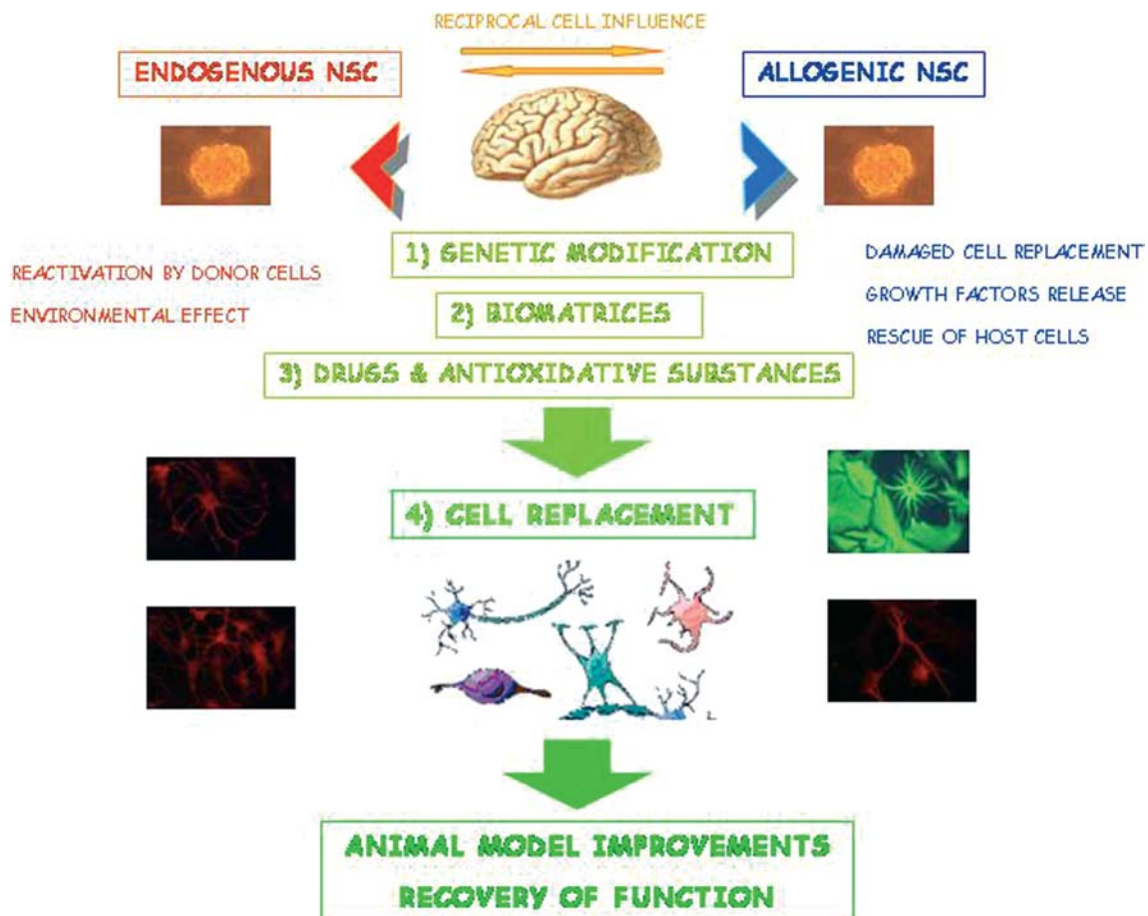 RECIPROCAL CELL INFLUENCE
ENDOGENOUS NSC
ALLOGENIC NSC
1) GENETIC MODIFICATION
REACTIVATION BY DONOR CELLS
ENVIRONMENTAL EFFECT
DAMAGED CELL REPLACEMENT
GROWTH FACTORS RELEASE
RESCUE OF HOST CELLS
2) BIOMATRICES
3) DRUGS & ANTIOXIDATIVE SUBSTANCES
4) CELL REPLACEMENT
ANIMAL MODEL IMPROVEMENTS
RECOVERY OF FUNCTION